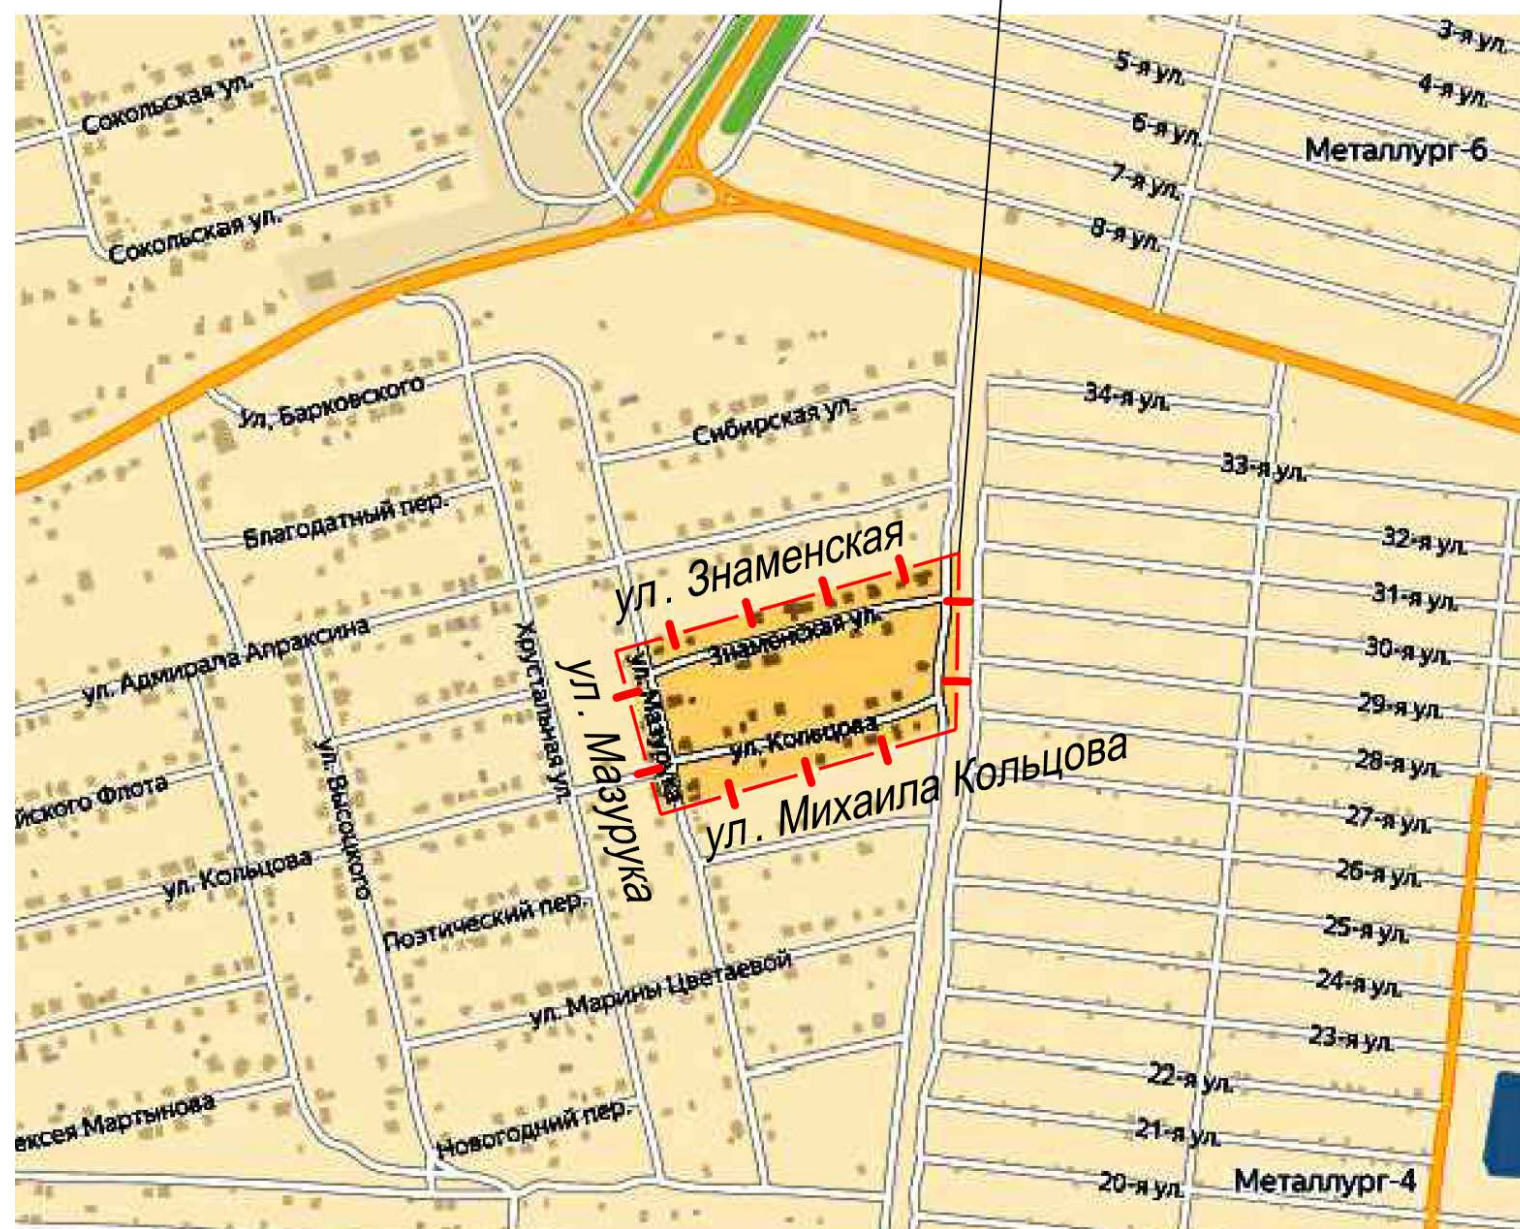 3-я ул.
5-я ул.
4-я ул.
Сокольская ул.
6-я ул.
Металлург-6
7-я ул.
Сокольская ул.
8-я ул.
Ул. Барковского
34-я ул.
Сибирская ул.
33-я ул.
Благодатный пер.
32-я ул.
ул. Знаменская
31-я ул.
ул. Адмирала Апраксина
Хрустальная ул.
ул. Мазурука
ул. Мазурука
Знаменская ул.
30-я ул.
29-я ул.
ул. Кольцова
ул. Михаила Кольцова
28-я ул.
йского Флота
ул. Высоцкого
27-я ул.
ул. Кольцова
26-я ул.
Поэтический пер.
25-я ул.
ул. Марины Цветаевой
24-я ул.
23-я ул.
22-я ул.
ексея Мартынова
Новогодний пер.
21-я ул.
20-я ул.
Металлург-4